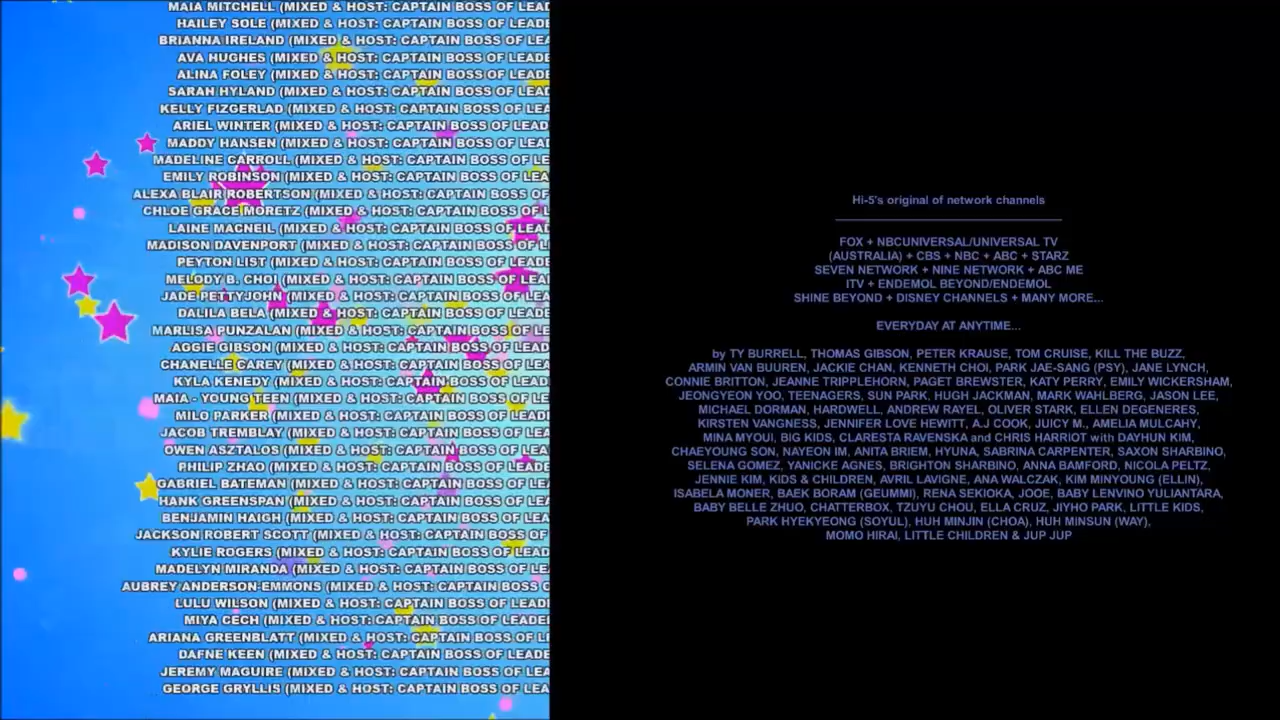 MAIA MITCHELL (MIXED & HOST: CAPTAIN BOSS OF LEADE
HAILEY SOLE (MIXED & HOST: CAPTAIN BOSS OF LEADE
BRIANNA IRELAND (MIXED & HOST: CAPTAIN BOSS OF LEA
AVA HUGHES (MIXED & HOST: CAPTAIN BOSS OF LEADE
ALINA FOLEY (MIXED & HOST: CAPTAIN BOSS OF LEADE
SARAH HYLAND (MIXED & HOST: CAPTAIN BOSS OF LEAD
KELLY FIZGERLAD (MIXED & HOST: CAPTAIN BOSS OF LEA
ARIEL WINTER (MIXED & HOST: CAPTAIN BOSS OF LEAD
MADDY HANSEN (MIXED & HOST: CAPTAIN BOSS OF LEAD
MADELINE CARROLL (MIXED & HOST: CAPTAIN BOSS OF LE
EMILY ROBINSON (MIXED & HOST: CAPTAIN BOSS OF LEA
ALEXA BLAIR ROBERTSON (MIXED & HOST: CAPTAIN BOSS OF
CHLOE GRACE MORETZ (MIXED & HOST: CAPTAIN BOSS OF L
LAINE MACNEIL (MIXED & HOST: CAPTAIN BOSS OF LEAD
MADISON DAVENPORT (MIXED & HOST: CAPTAIN BOSS OF L
PEYTON LIST (MIXED & HOST: CAPTAIN BOSS OF LEADE
MELODY B. CHOI (MIXED & HOST: CAPTAIN BOSS OF LEAD
JADE PETTYJOHN (MIXED & HOST: CAPTAIN BOSS OF LEA
DALILA BELA (MIXED & HOST: CAPTAIN BOSS OF LEADE
MARLISA PUNZALAN (MIXED & HOST: CAPTAIN BOSS OF LE
AGGIE GIBSON (MIXED & HOST: CAPTAIN BOSS OF LEAD
CHANELLE CAREY (MIXED & HOST: CAPTAIN BOSS OF LEA
KYLA KENEDY (MIXED & HOST: CAPTAIN BOSS OF LEAD
MAIA - YOUNG TEEN (MIXED & HOST: CAPTAIN BOSS OF LE
MILO PARKER (MIXED & HOST: CAPTAIN BOSS OF LEADE
JACOB TREMBLAY (MIXED & HOST: CAPTAIN BOSS OF LEA
OWEN ASZTALOS (MIXED & HOST: CAPTAIN BOSS OF LEAD
PHILIP ZHAO (MIXED & HOST: CAPTAIN BOSS OF LEADE
GABRIEL BATEMAN (MIXED & HOST: CAPTAIN BOSS OF LEA
HANK GREENSPAN (MIXED & HOST: CAPTAIN BOSS OF LEA
BENJAMIN HAIGH (MIXED & HOST: CAPTAIN BOSS OF LEA
JACKSON ROBERT SCOTT (MIXED & HOST: CAPTAIN BOSS OF
KYLIE ROGERS (MIXED & HOST: CAPTAIN BOSS OF LEAD
MADELYN MIRANDA (MIXED & HOST: CAPTAIN BOSS OF LE
AUBREY ANDERSON-EMMONS (MIXED & HOST: CAPTAIN BOSS O
LULU WILSON (MIXED & HOST: CAPTAIN BOSS OF LEADE
MIYA CECH (MIXED & HOST: CAPTAIN BOSS OF LEADE
ARIANA GREENBLATT (MIXED & HOST: CAPTAIN BOSS OF LE
DAFNE KEEN (MIXED & HOST: CAPTAIN BOSS OF LEADE
JEREMY MAGUIRE (MIXED & HOST: CAPTAIN BOSS OF LEA
GEORGE GRYLLIS (MIXED & HOST: CAPTAIN BOSS OF LEA
Hi-5's original of network channels
FOX + NBCUNIVERSAL/UNIVERSAL TV
(AUSTRALIA) + CBS + NBC + ABC + STARZ
SEVEN NETWORK + NINE NETWORK + ABC ME
ITV + ENDEMOL BEYOND/ENDEMOL
SHINE BEYOND + DISNEY CHANNELS + MANY MORE...
EVERYDAY AT ANYTIME...
by TY BURRELL, THOMAS GIBSON, PETER KRAUSE, TOM CRUISE, KILL THE BUZZ,
ARMIN VAN BUUREN, JACKIE CHAN, KENNETH CHOI, PARK JAE-SANG (PSY), JANE LYNCH,
CONNIE BRITTON, JEANNE TRIPPLEHORN, PAGET BREWSTER, KATY PERRY, EMILY WICKERSHAM,
JEONGYEON YOO, TEENAGERS, SUN PARK, HUGH JACKMAN, MARK WAHLBERG, JASON LEE,
MICHAEL DORMAN, HARDWELL, ANDREW RAYEL, OLIVER STARK, ELLEN DEGENERES,
KIRSTEN VANGNESS, JENNIFER LOVE HEWITT, A.J COOK, JUICY M., AMELIA MULCAHY,
MINA MYOUI, BIG KIDS, CLARESTA RAVENSKA and CHRIS HARRIOT with DAYHUN KIM,
CHAEYOUNG SON, NAYEON IM, ANITA BRIEM, HYUNA, SABRINA CARPENTER, SAXON SHARBINO,
SELENA GOMEZ, YANICKE AGNES, BRIGHTON SHARBINO, ANNA BAMFORD, NICOLA PELTZ,
JENNIE KIM, KIDS & CHILDREN, AVRIL LAVIGNE, ANA WALCZAK, KIM MINYOUNG (ELLIN),
ISABELA MONER, BAEK BORAM (GEUMMI), RENA SEKIOKA, JOOE, BABY LENVINO YULIANTARA,
BABY BELLE ZHUO, CHATTERBOX, TZUYU CHOU, ELLA CRUZ, JIYHO PARK, LITTLE KIDS,
PARK HYEKYEONG (SOYUL), HUH MINJIN (CHOA), HUH MINSUN (WAY),
MOMO HIRAI, LITTLE CHILDREN & JUP JUP